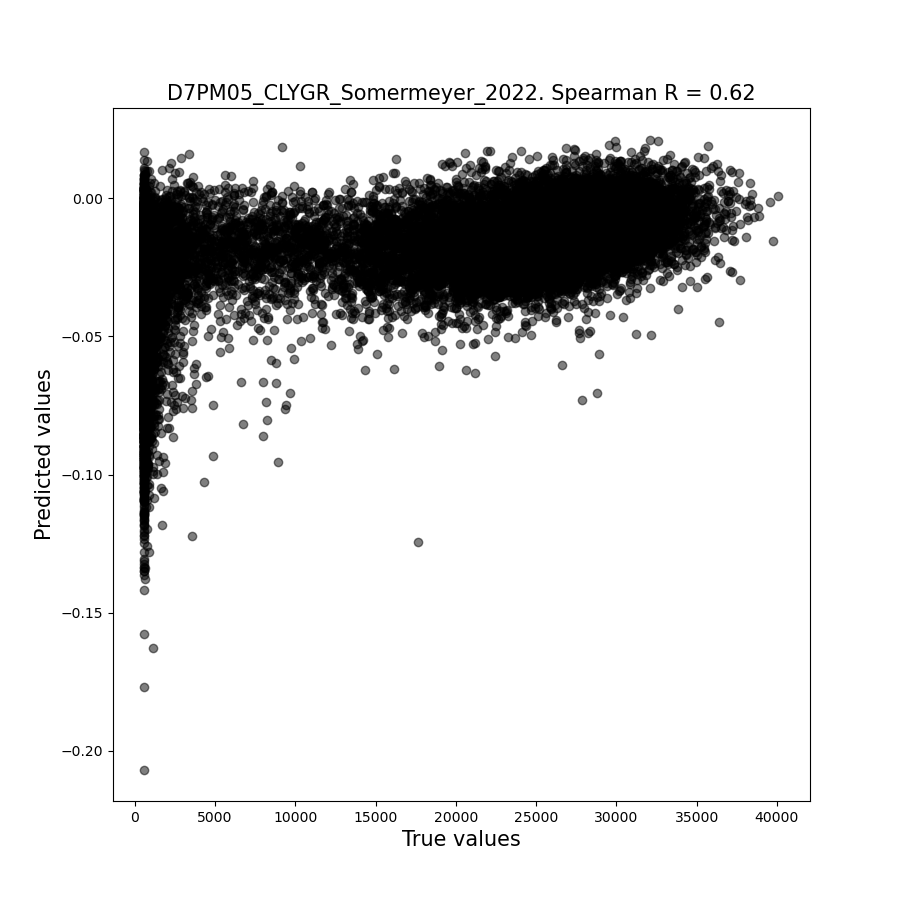 D7PM05_CLYGR_Somermeyer_2022. Spearman R = 0.62
Predicted values
0.00
−0.05
−0.10
−0.15
−0.20
0 5000 10000 15000 20000 25000 30000 35000 40000
True values